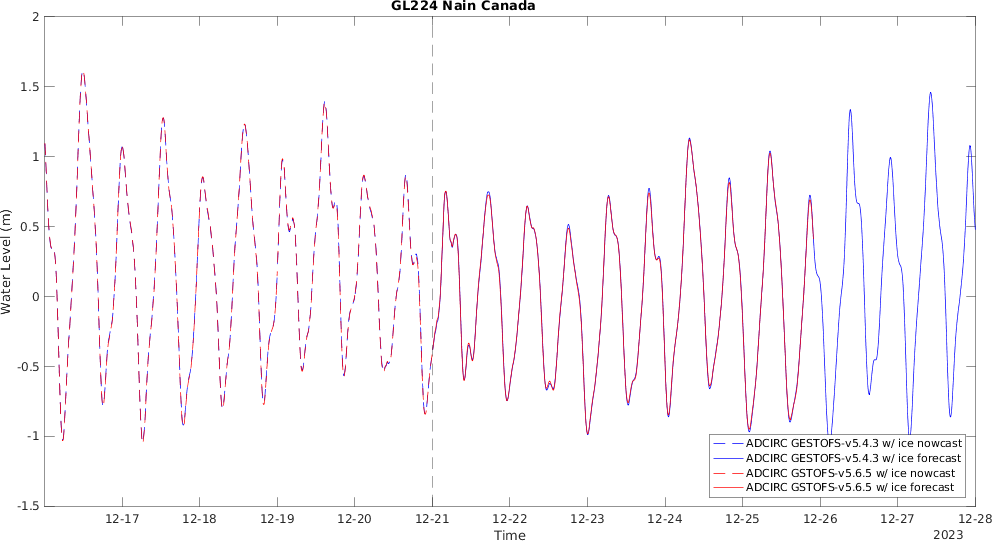 GL224 Nain Canada
2
1.5
1
0.5
0
-0.5
-1
-1.5
Water Level (m)
ADCIRC GESTOFS-v5.4.3 w/ ice nowcast
ADCIRC GESTOFS-v5.4.3 w/ ice forecast
ADCIRC GSTOFS-v5.6.5 w/ ice nowcast
ADCIRC GSTOFS-v5.6.5 w/ ice forecast
12-17 12-18 12-19 12-20 12-21 12-22 12-23 12-24 12-25 12-26 12-27 12-28
Time
2023